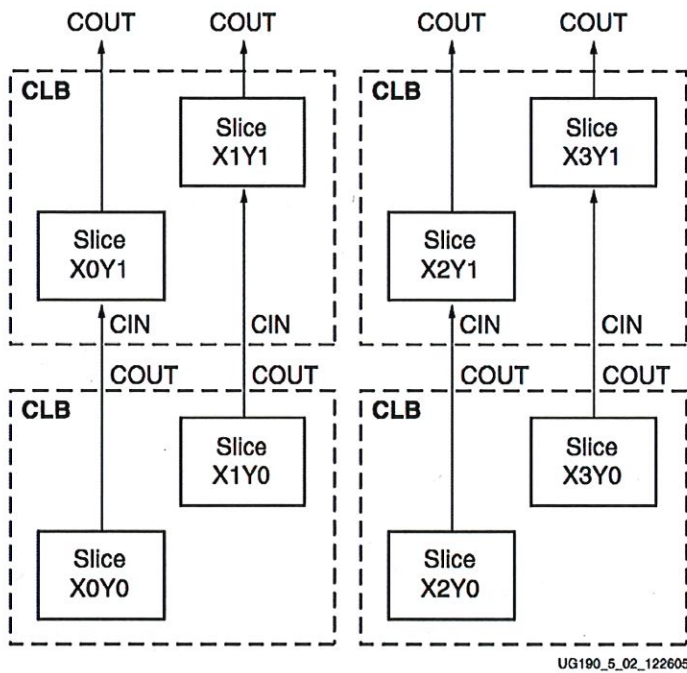 COUT COUT COUT COUT
CLB CLB
Slice
X1Y1
Slice
X3Y1
Slice
X0Y1
Slice
X2Y1
CIN CIN CIN CIN
COUT COUT COUT COUT
CLB CLB
Slice
X1Y0
Slice
X3Y0
Slice
X0Y0
Slice
X2Y0
UG190_5_02_122605